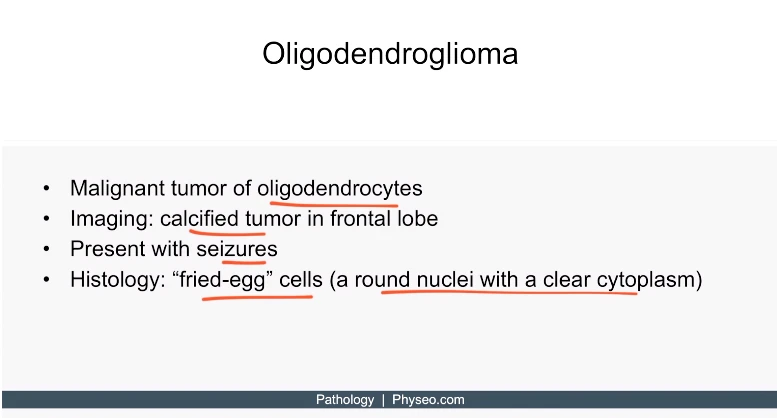 Oligodendroglioma
• Malignant tumor of oligodendrocytes
• Imaging: calcified tumor in frontal lobe
• Present with seizures
• Histology: “fried-egg” cells (a round nuclei with a clear cytoplasm)
Pathology | Physeo.com